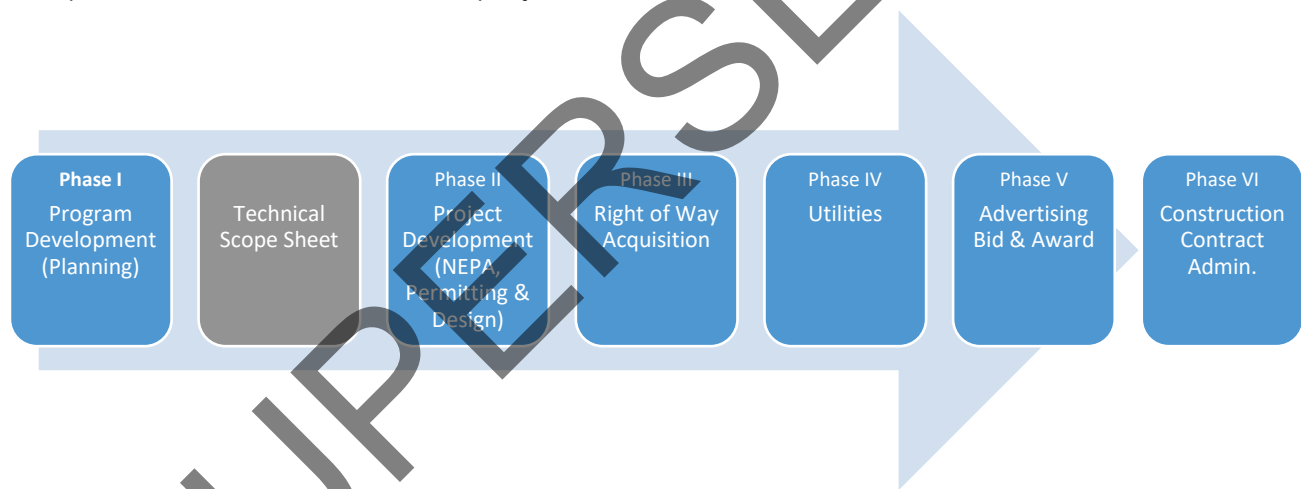 Phase I
Program
Development
(Planning)
Technical
Scope Sheet
Phase II
Project
Development
(NEPA,
Permitting &
Design)
Phase III
Right of Way
Acquisition
Phase IV
Utilities
Phase V
Advertising
Bid & Award
Phase VI
Construction
Contract
Admin.
UPERSE